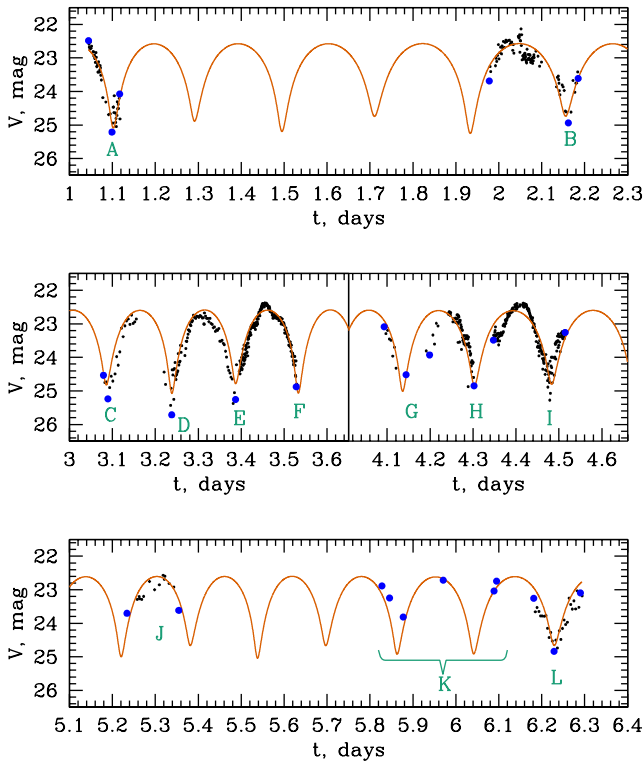 22
23
24
25
26
V, mag
A
B
1 1.1 1.2 1.3 1.4 1.5 1.6 1.7 1.8 1.9 2 2.1 2.2 2.3
t, days
22
23
24
25
26
V, mag
C D E F G H I
3 3.1 3.2 3.3 3.4 3.5 3.6 4.1 4.2 4.3 4.4 4.5 4.6
t, days t, days
22
23
24
25
26
V, mag
J
K
L
5.1 5.2 5.3 5.4 5.5 5.6 5.7 5.8 5.9 6 6.1 6.2 6.3 6.4
t, days